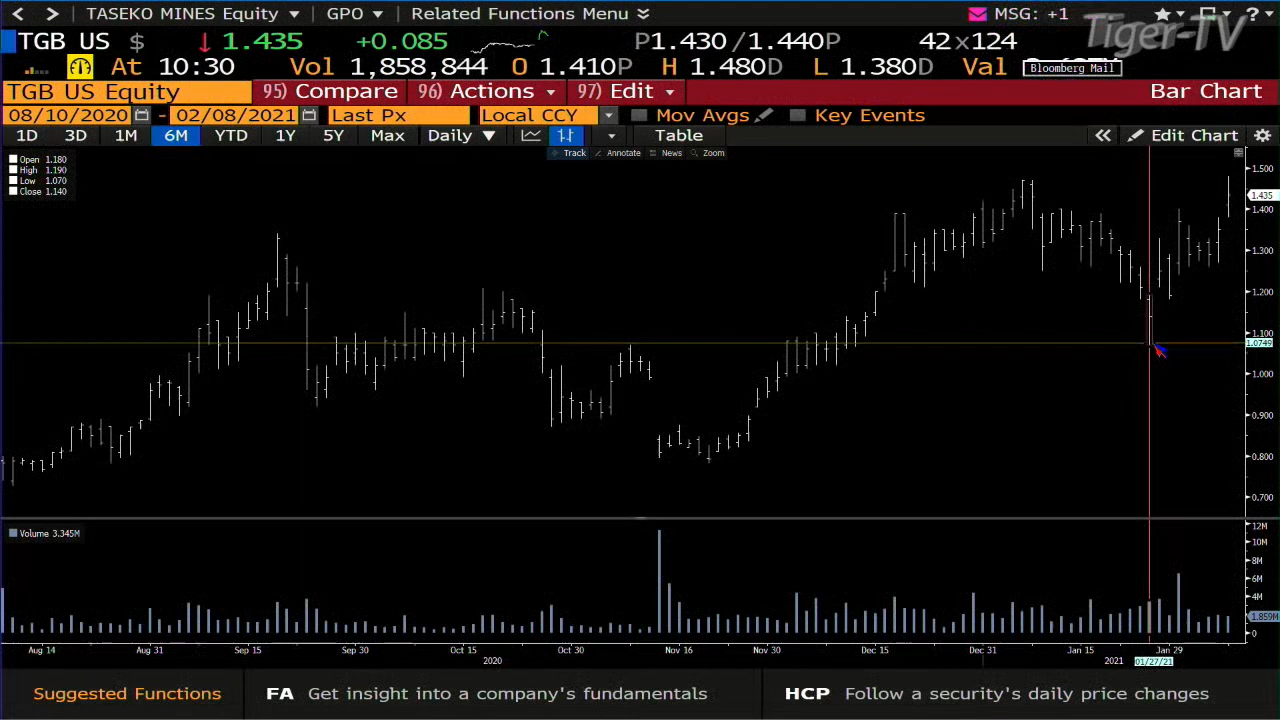 TASEKO MINES Equity GPO Related Functions Menu MSG: +1 ?
TGB US $ 1.435 +0.085 P1.430/1.440P 42x124
Tiger-TV
At 10:30 Vol 1,858,844 O 1.410P H 1.480D L 1.380D Val
Bloomberg Mail
TGB US Equity 95) Compare 96) Actions 97) Edit Bar Chart
08/10/2020 - 02/08/2021 Last Px Local CCY Mov Avgs Key Events
1D 3D 1M 6M YTD 1Y 5Y Max Daily Table Edit Chart
Track Annotate News Zoom
Open 1.180
High 1.190
Low 1.070
Close 1.140
1.500
1.435
1.400
1.300
1.200
1.100
1.0749
1.000
0.900
0.800
0.700
Volume 3.345M
12M
10M
8M
6M
4M
1.859M
0
Aug 14 Aug 31 Sep 15 Sep 30 Oct 15 Oct 30 Nov 16 Nov 30 Dec 15 Dec 31 Jan 15 Jan 29
2020 2021 01/27/21
Suggested Functions FA Get insight into a company's fundamentals HCP Follow a security's daily price changes